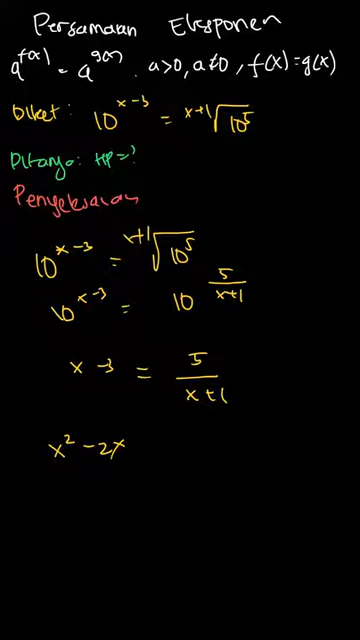 Persamaan Eksponen
a^f(x) = a^g(x) . a>0, a≠0, f(x)=g(x)
Diket: 10^(x-3) = ^(x+1)√(10^5)
Ditanya: HP=?
Penyelesaian
10^(x-3) = ^(x+1)√(10^5)
10^(x-3) = 10^(5/(x+1))
x-3 = 5/(x+1)
x² -2x